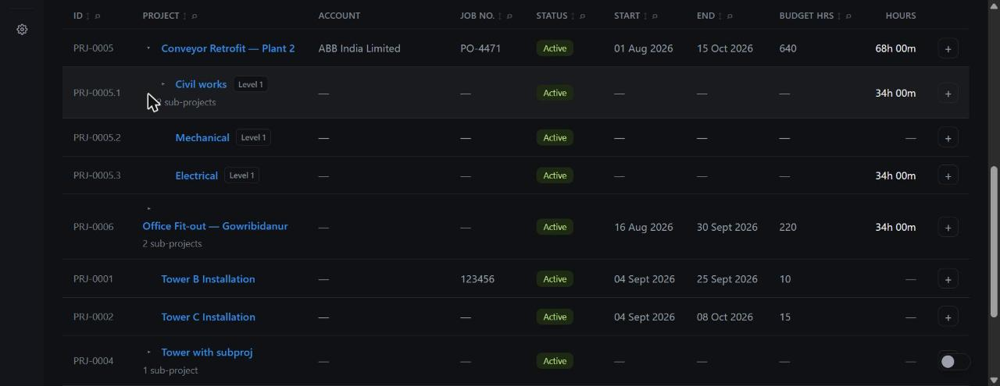 ID PROJECT ACCOUNT JOB NO. STATUS START END BUDGET HRS HOURS
PRJ-0005 Conveyor Retrofit — Plant 2 ABB India Limited PO-4471 Active 01 Aug 2026 15 Oct 2026 640 68h 00m +
PRJ-0005.1 Civil works Level 1 — — Active — — — 34h 00m +
sub-projects
PRJ-0005.2 Mechanical Level 1 — — Active — — — — +
PRJ-0005.3 Electrical Level 1 — — Active — — — 34h 00m +
PRJ-0006 Office Fit-out — Gowribidanur — — Active 16 Aug 2026 30 Sept 2026 220 34h 00m +
2 sub-projects
PRJ-0001 Tower B Installation — 123456 Active 04 Sept 2026 25 Sept 2026 10 — +
PRJ-0002 Tower C Installation — — Active 04 Sept 2026 08 Oct 2026 15 — +
PRJ-0004 Tower with subproj — — Active — — — —
1 sub-project